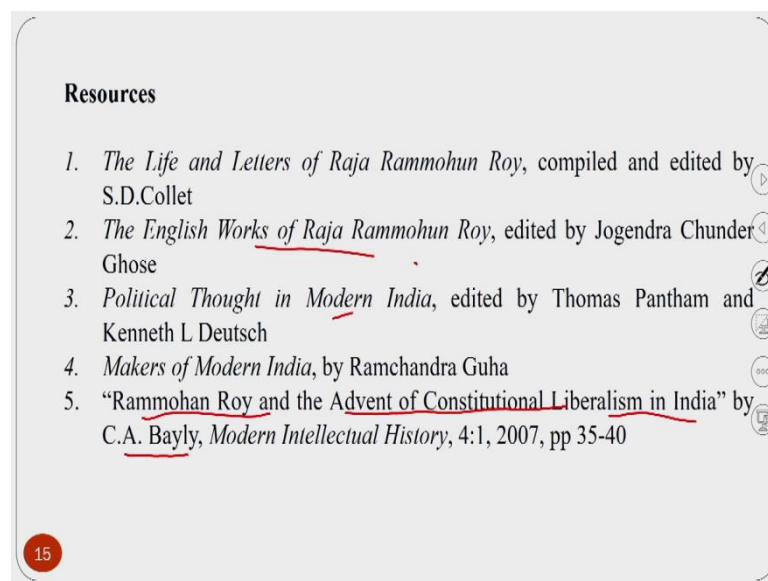 Resources
1. The Life and Letters of Raja Rammohun Roy, compiled and edited by
S.D.Collet
2. The English Works of Raja Rammohun Roy, edited by Jogendra Chunder
Ghose
3. Political Thought in Modern India, edited by Thomas Pantham and
Kenneth L Deutsch
4. Makers of Modern India, by Ramchandra Guha
5. “Rammohan Roy and the Advent of Constitutional Liberalism in India” by
C.A. Bayly, Modern Intellectual History, 4:1, 2007, pp 35-40
15